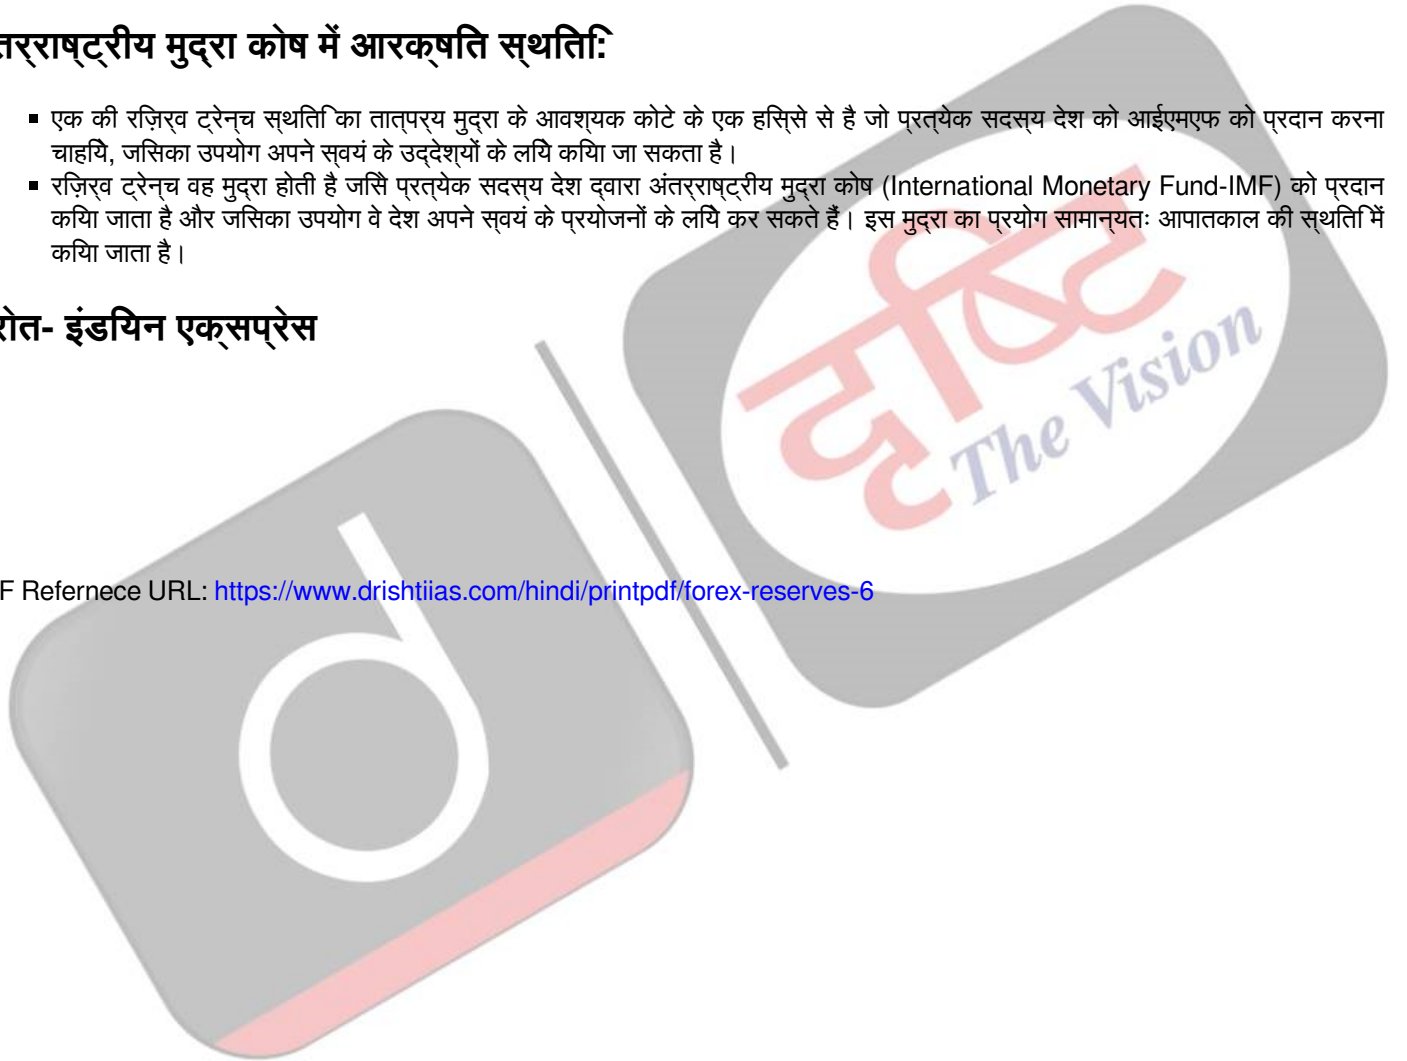 तर्राष्ट्रीय मुद्रा कोष में आरक्षति स्थतिि:
एक की रज़िर्व ट्रेन्च स्थतिि का तात्पर्य मुद्रा के आवश्यक कोटे के एक हस्सिे से है जो प्रत्येक सदस्य देश को आईएमएफ को प्रदान करना
चाहयिे, जसिका उपयोग अपने स्वयं के उद्देश्यों के लयिे कयिा जा सकता है।
रज़िर्व ट्रेन्च वह मुद्रा होती है जसिे प्रत्येक सदस्य देश द्वारा अंतर्राष्ट्रीय मुद्रा कोष (International Monetary Fund-IMF) को प्रदान
कयिा जाता है और जसिका उपयोग वे देश अपने स्वयं के प्रयोजनों के लयिे कर सकते हैं। इस मुद्रा का प्रयोग सामान्यतः आपातकाल की स्थतिि में
कयिा जाता है।
रोत- इंडयिन एक्सप्रेस
दृष्टि
The Vision
F Refernece URL: https://www.drishtiias.com/hindi/printpdf/forex-reserves-6
d